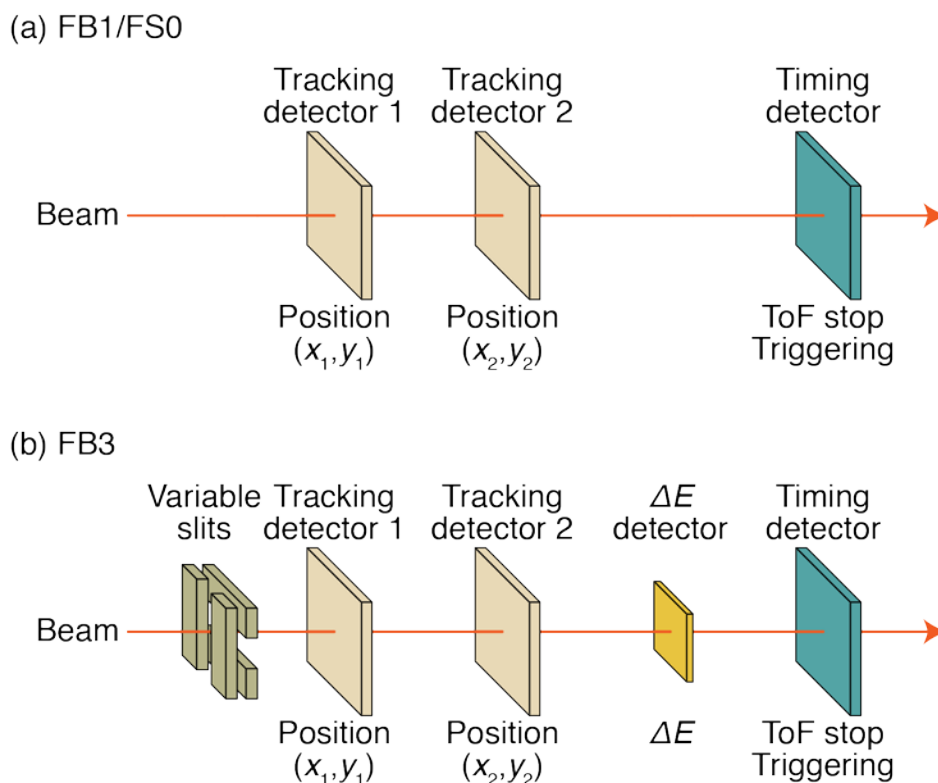 (a) FB1/FS0
Tracking detector 1
Tracking detector 2
Timing detector
Beam
Position (x₁,y₁)
Position (x₂,y₂)
ToF stop Triggering
(b) FB3
Variable slits
Tracking detector 1
Tracking detector 2
ΔE detector
Timing detector
Beam
Position (x₁,y₁)
Position (x₂,y₂)
ΔE
ToF stop Triggering